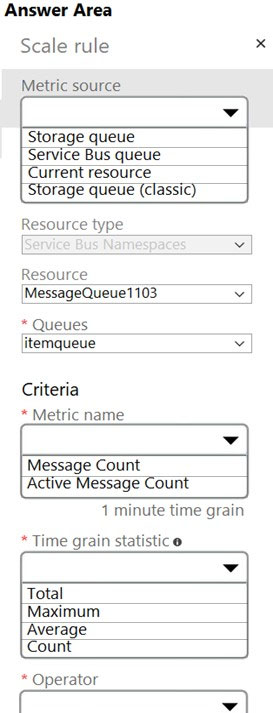 Answer Area
Scale rule
×
Metric source
Storage queue
Service Bus queue
Current resource
Storage queue (classic)
Resource type
Service Bus Namespaces
Resource
MessageQueue1103
* Queues
itemqueue
Criteria
* Metric name
Message Count
Active Message Count
1 minute time grain
* Time grain statistic
Total
Maximum
Average
Count
* Operator